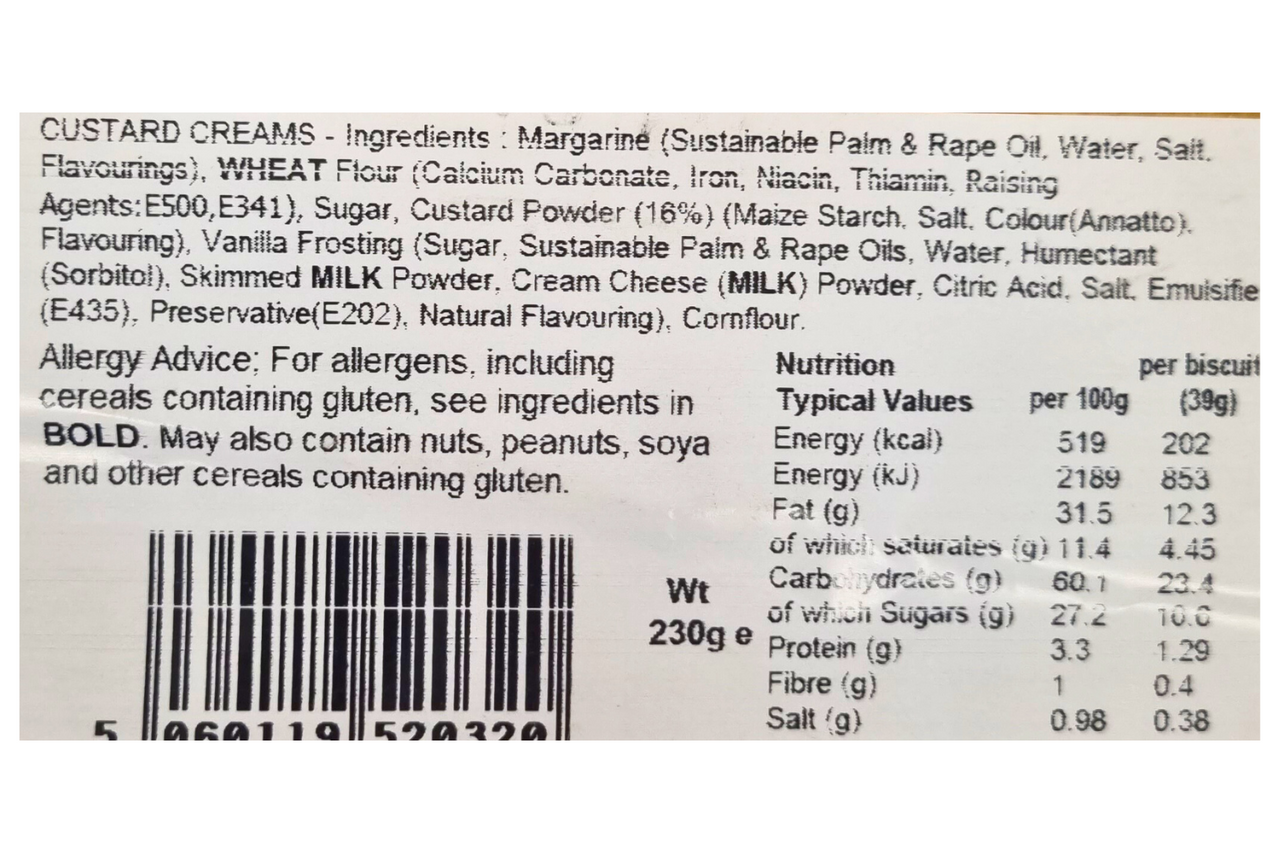 CUSTARD CREAMS - Ingredients : Margarine (Sustainable Palm & Rape Oil, Water, Salt.
Flavourings), WHEAT Flour (Calcium Carbonate, Iron, Niacin, Thiamin, Raising
Agents:E500,E341), Sugar, Custard Powder (16%) (Maize Starch, Salt, Colour(Annatto),
Flavouring), Vanilla Frosting (Sugar, Sustainable Palm & Rape Oils, Water, Humectant
(Sorbitol), Skimmed MILK Powder, Cream Cheese (MILK) Powder, Citric Acid, Salt, Emulsifie
(E435), Preservative(E202), Natural Flavouring), Cornflour.
Allergy Advice: For allergens, including
cereals containing gluten, see ingredients in
BOLD. May also contain nuts, peanuts, soya
and other cereals containing gluten.
Nutrition per biscuit
Typical Values per 100g (39g)
Energy (kcal) 519 202
Energy (kJ) 2189 853
Fat (g) 31.5 12.3
of which saturates (g) 11.4 4.45
Carbohydrates (g) 60.1 23.4
of which Sugars (g) 27.2 10.6
Protein (g) 3.3 1.29
Fibre (g) 1 0.4
Salt (g) 0.98 0.38
Wt
230g e
5 060119 520320